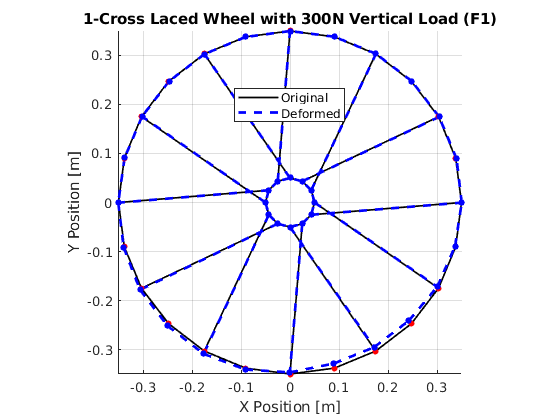 1-Cross Laced Wheel with 300N Vertical Load (F1)
0.3
0.2
0.1
0
-0.1
-0.2
-0.3
Y Position [m]
Original
Deformed
-0.3 -0.2 -0.1 0 0.1 0.2 0.3
X Position [m]